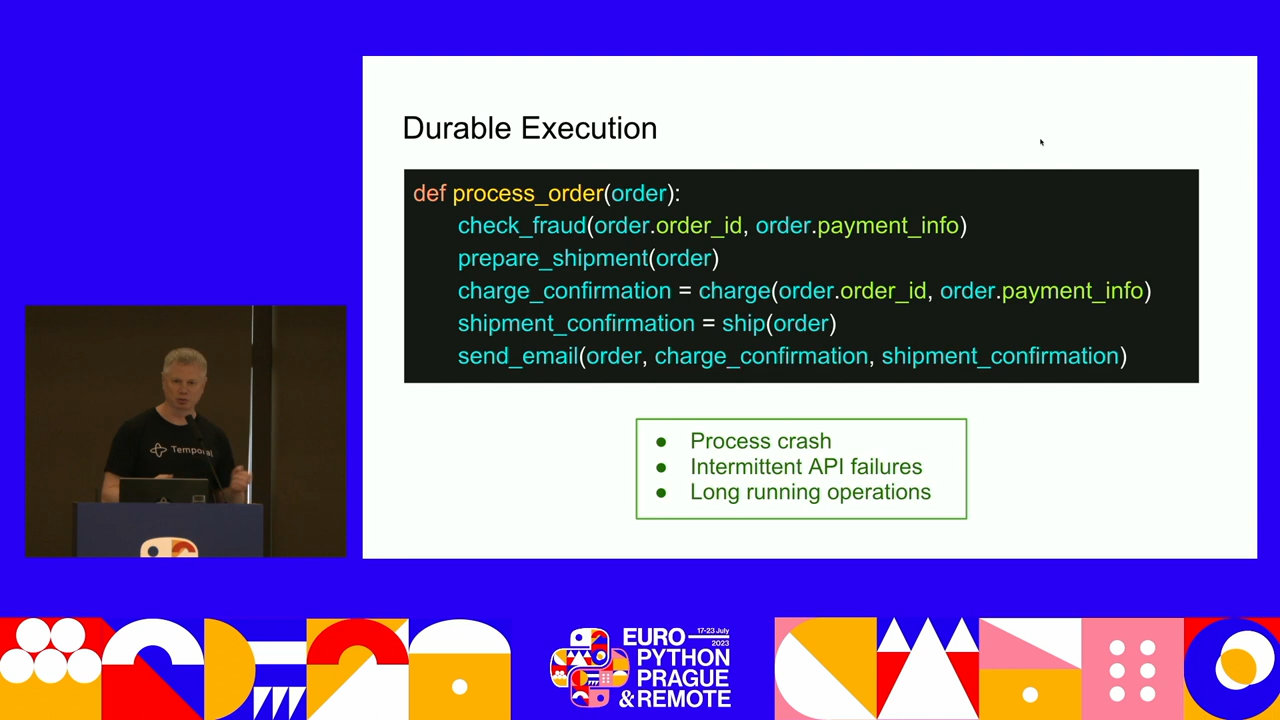 Durable Execution
def process_order(order):
check_fraud(order.order_id, order.payment_info)
prepare_shipment(order)
charge_confirmation = charge(order.order_id, order.payment_info)
shipment_confirmation = ship(order)
send_email(order, charge_confirmation, shipment_confirmation)
● Process crash
● Intermittent API failures
● Long running operations
Temporal
EURO 17-23 July 2023
PYTHON
PRAGUE
& REMOTE